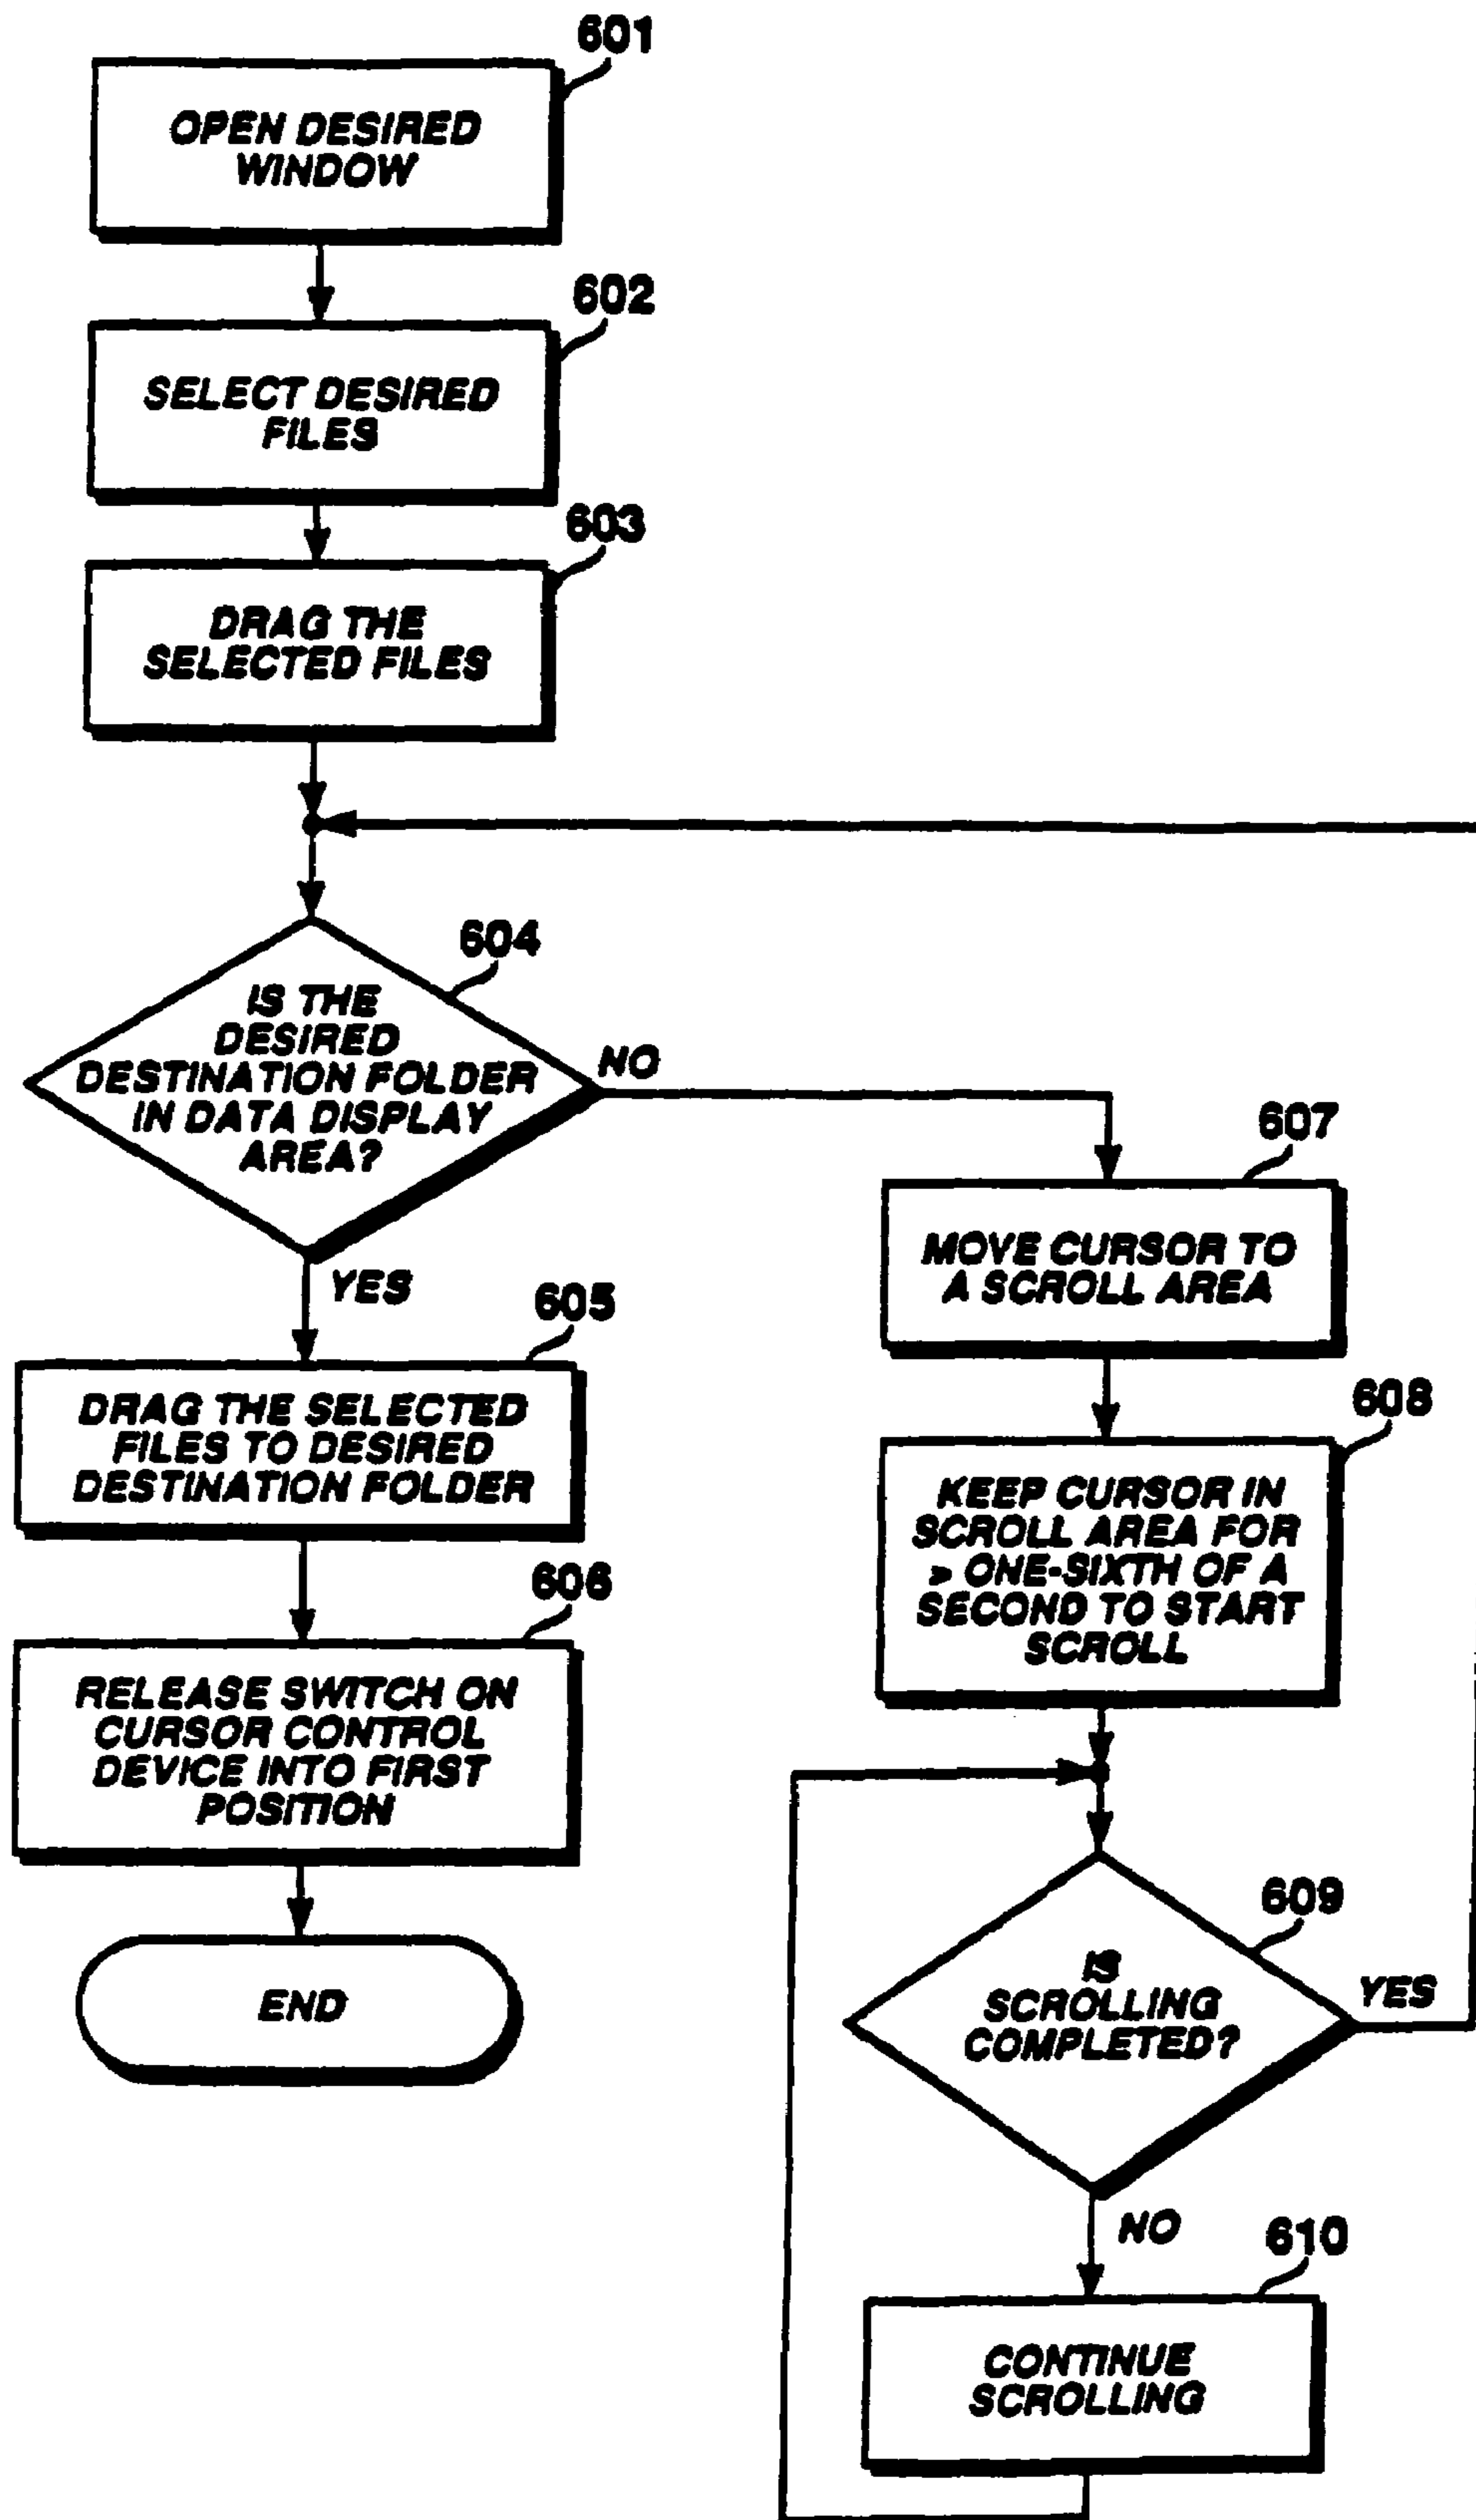 601
OPEN DESIRED
WINDOW
602
SELECT DESIRED
FILES
603
DRAG THE
SELECTED FILES
604
IS THE
DESIRED
DESTINATION FOLDER
IN DATA DISPLAY
AREA?
NO
YES
605
DRAG THE SELECTED
FILES TO DESIRED
DESTINATION FOLDER
606
RELEASE SWITCH ON
CURSOR CONTROL
DEVICE INTO FIRST
POSITION
END
607
MOVE CURSOR TO
A SCROLL AREA
608
KEEP CURSOR IN
SCROLL AREA FOR
> ONE-SIXTH OF A
SECOND TO START
SCROLL
609
IS
SCROLLING
COMPLETED?
YES
NO
610
CONTINUE
SCROLLING